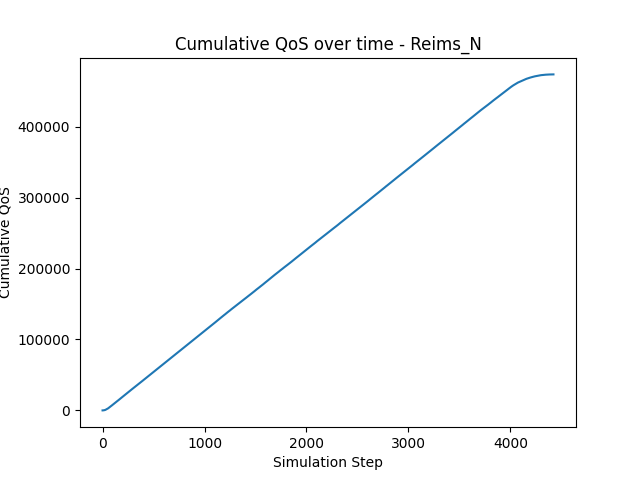 Cumulative QoS over time - Reims_N
Cumulative QoS
400000
300000
200000
100000
0
0 1000 2000 3000 4000
Simulation Step